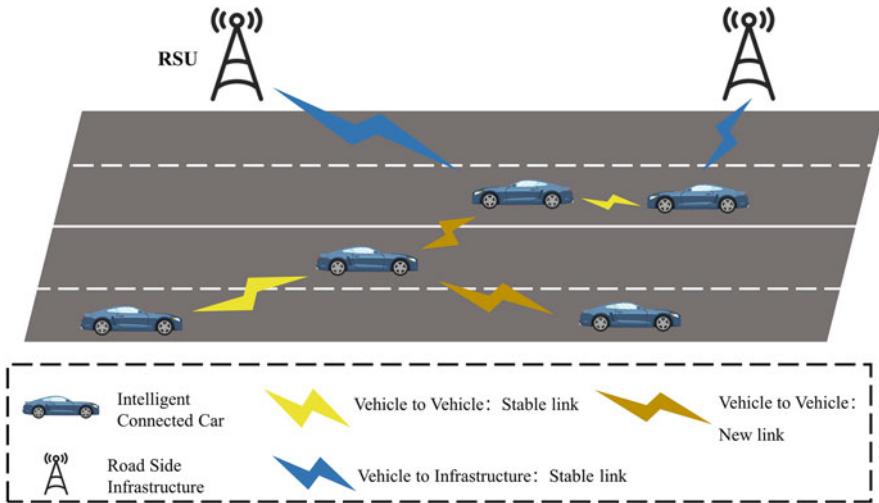 RSU
Intelligent
Connected Car
Vehicle to Vehicle：Stable link
Vehicle to Vehicle：
New link
Road Side
Infrastructure
Vehicle to Infrastructure：Stable link